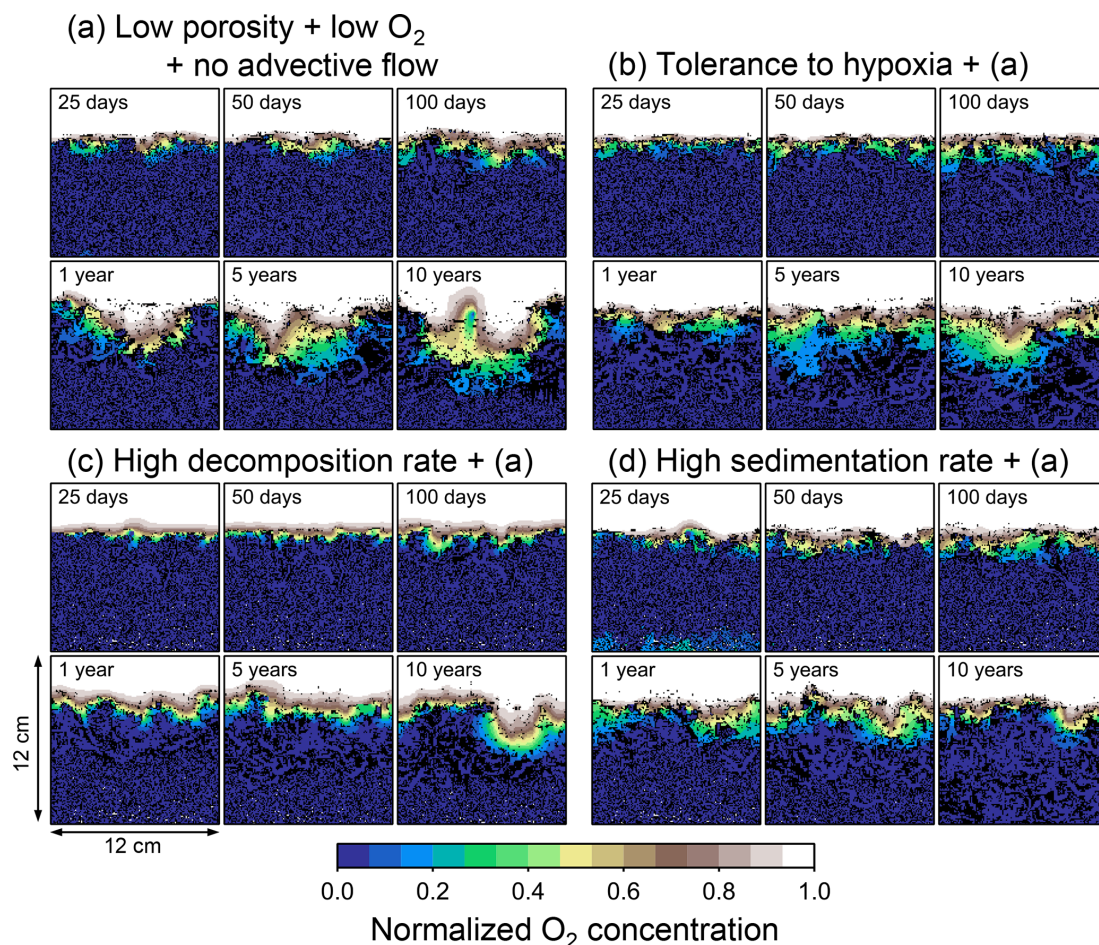 (a) Low porosity + low O₂
+ no advective flow
25 days
50 days
100 days
1 year
5 years
10 years
(b) Tolerance to hypoxia + (a)
25 days
50 days
100 days
1 year
5 years
10 years
(c) High decomposition rate + (a)
25 days
50 days
100 days
1 year
5 years
10 years
12 cm
12 cm
(d) High sedimentation rate + (a)
25 days
50 days
100 days
1 year
5 years
10 years
0.0 0.2 0.4 0.6 0.8 1.0
Normalized O₂ concentration